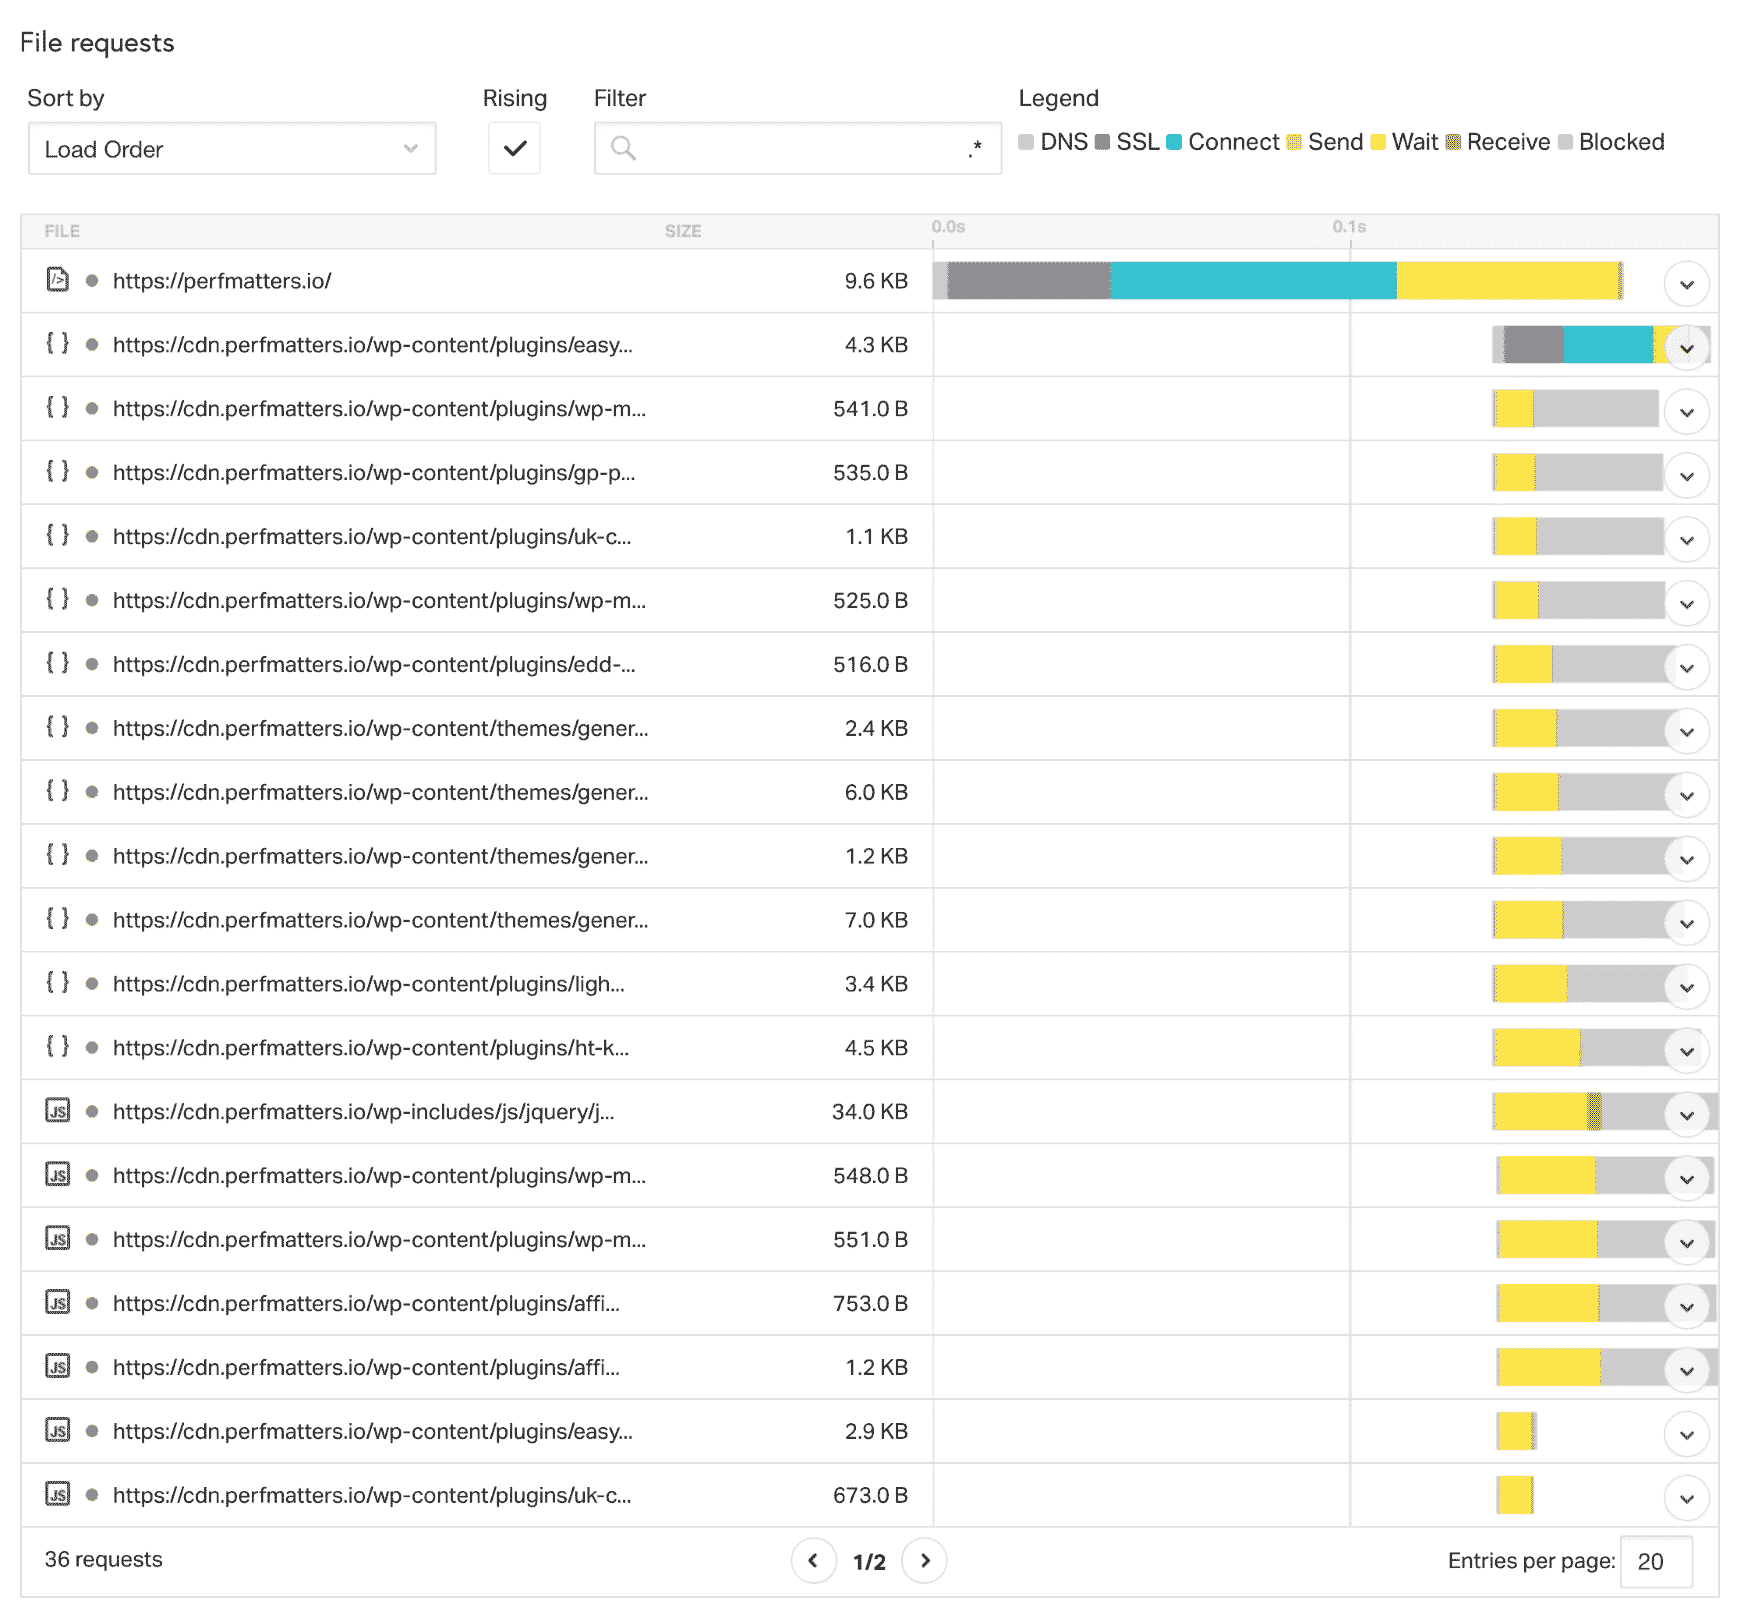 File requests
Sort by Rising Filter Legend
Load Order .* DNS SSL Connect Send Wait Receive Blocked
FILE SIZE 0.0s 0.1s
https://perfmatters.io/ 9.6 KB
{ } https://cdn.perfmatters.io/wp-content/plugins/easy... 4.3 KB
{ } https://cdn.perfmatters.io/wp-content/plugins/wp-m... 541.0 B
{ } https://cdn.perfmatters.io/wp-content/plugins/gp-p... 535.0 B
{ } https://cdn.perfmatters.io/wp-content/plugins/uk-c... 1.1 KB
{ } https://cdn.perfmatters.io/wp-content/plugins/wp-m... 525.0 B
{ } https://cdn.perfmatters.io/wp-content/plugins/edd-... 516.0 B
{ } https://cdn.perfmatters.io/wp-content/themes/gener... 2.4 KB
{ } https://cdn.perfmatters.io/wp-content/themes/gener... 6.0 KB
{ } https://cdn.perfmatters.io/wp-content/themes/gener... 1.2 KB
{ } https://cdn.perfmatters.io/wp-content/themes/gener... 7.0 KB
{ } https://cdn.perfmatters.io/wp-content/plugins/ligh... 3.4 KB
{ } https://cdn.perfmatters.io/wp-content/plugins/ht-k... 4.5 KB
JS https://cdn.perfmatters.io/wp-includes/js/jquery/j... 34.0 KB
JS https://cdn.perfmatters.io/wp-content/plugins/wp-m... 548.0 B
JS https://cdn.perfmatters.io/wp-content/plugins/wp-m... 551.0 B
JS https://cdn.perfmatters.io/wp-content/plugins/affi... 753.0 B
JS https://cdn.perfmatters.io/wp-content/plugins/affi... 1.2 KB
JS https://cdn.perfmatters.io/wp-content/plugins/easy... 2.9 KB
JS https://cdn.perfmatters.io/wp-content/plugins/uk-c... 673.0 B
36 requests 1/2 Entries per page: 20